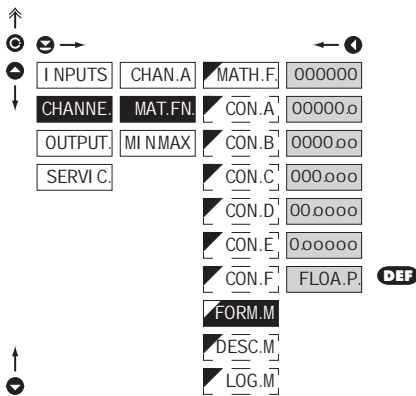 INPUTS CHAN.A MATH.F. 000000
CHANNE. MAT.FN. CON.A 00000.0
OUTPUT. MINMAX CON.B 0000.00
SERVIC. CON.C 000.000
CON.D 00.0000
CON.E 0.00000
CON.F FLOA.P. DEF
FORM.M
DESC.M
LOG.M